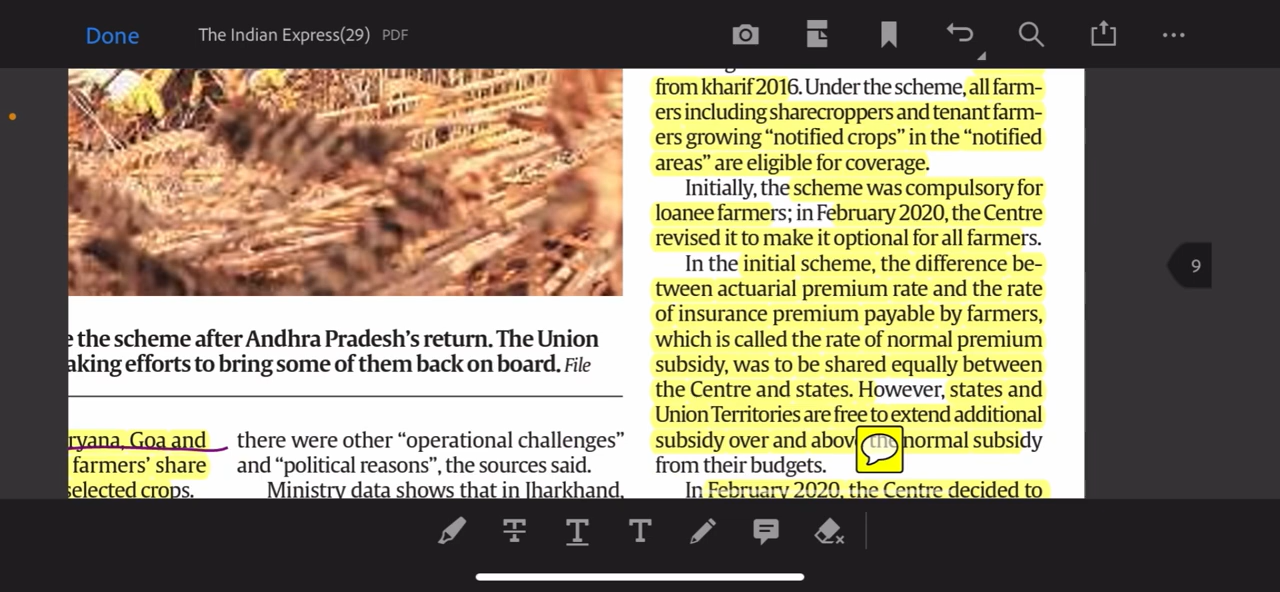 Done
The Indian Express(29) PDF
e the scheme after Andhra Pradesh's return. The Union
aking efforts to bring some of them back on board. File
ryana, Goa and
farmers' share
selected crops.
there were other “operational challenges”
and “political reasons”, the sources said.
Ministry data shows that in Jharkhand,
from kharif 2016. Under the scheme, all farm-
ers including sharecroppers and tenant farm-
ers growing “notified crops” in the “notified
areas” are eligible for coverage.
Initially, the scheme was compulsory for
loanee farmers; in February 2020, the Centre
revised it to make it optional for all farmers.
In the initial scheme, the difference be-
tween actuarial premium rate and the rate
of insurance premium payable by farmers,
which is called the rate of normal premium
subsidy, was to be shared equally between
the Centre and states. However, states and
Union Territories are free to extend additional
subsidy over and abov the normal subsidy
from their budgets.
In February 2020, the Centre decided to
9